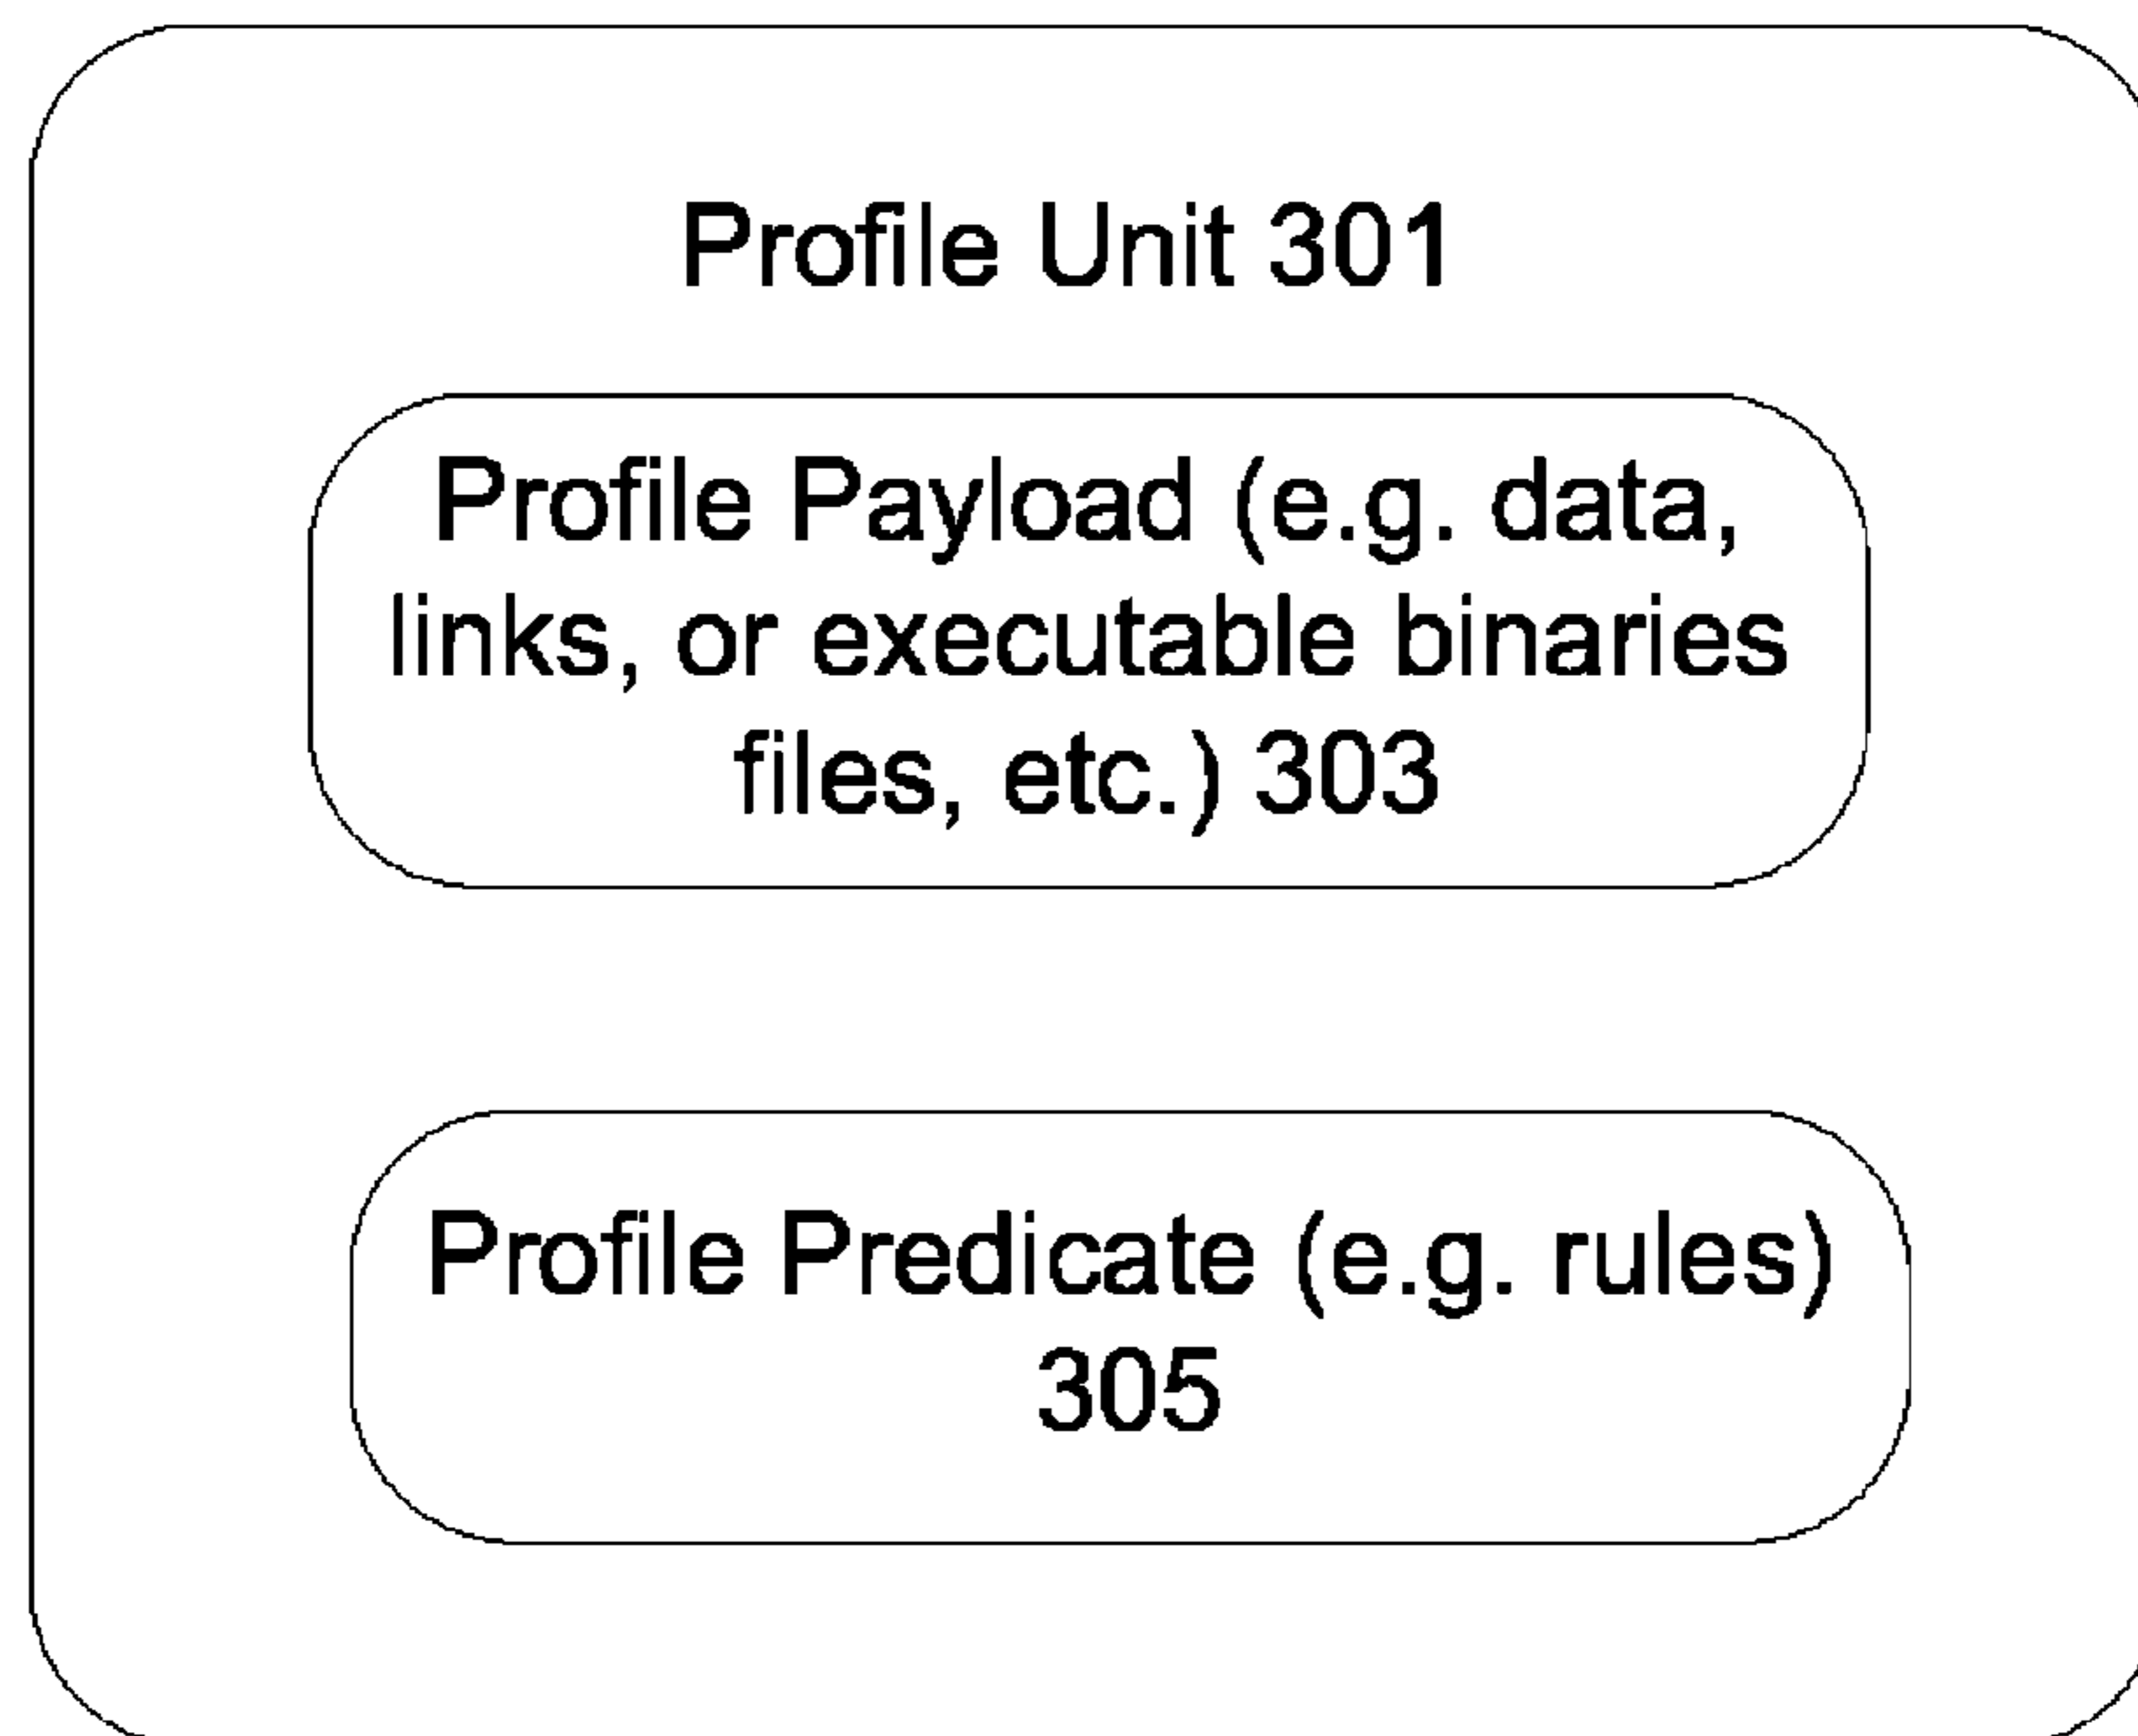 Profile Unit 301
Profile Payload (e.g. data,
links, or executable binaries
files, etc.) 303
Profile Predicate (e.g. rules)
305